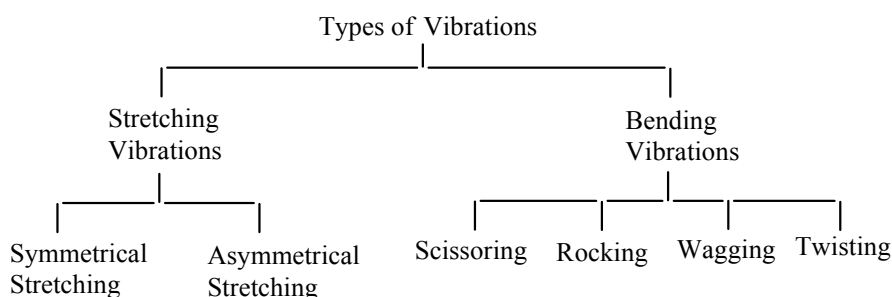 Types of Vibrations
Stretching
Vibrations
Bending
Vibrations
Symmetrical
Stretching
Asymmetrical
Stretching
Scissoring
Rocking
Wagging
Twisting